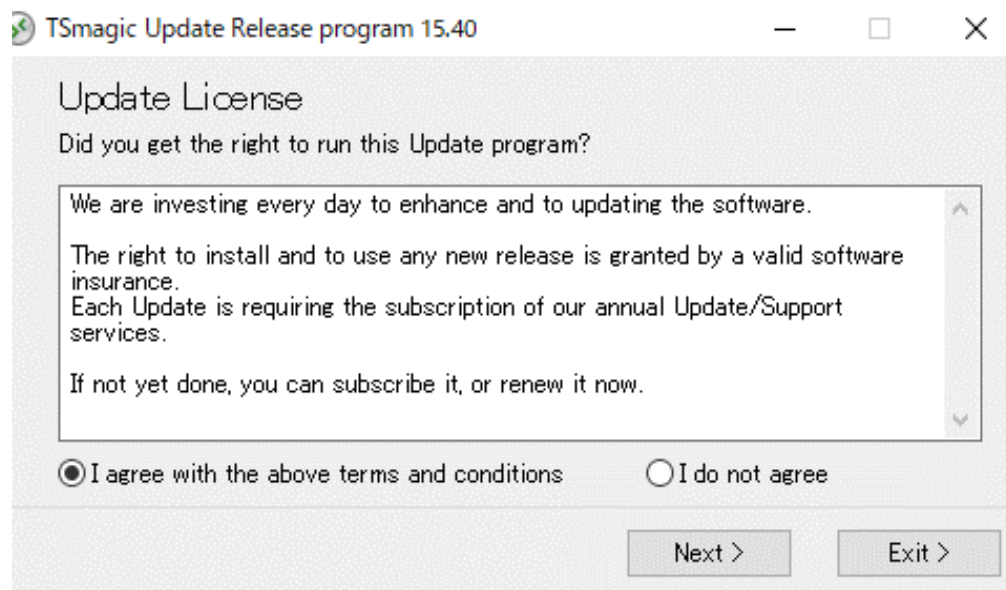 TSmagic Update Release program 15.40
Update License
Did you get the right to run this Update program?
We are investing every day to enhance and to updating the software.
The right to install and to use any new release is granted by a valid software
insurance.
Each Update is requiring the subscription of our annual Update/Support
services.
If not yet done, you can subscribe it, or renew it now.
I agree with the above terms and conditions
I do not agree
Next >
Exit >